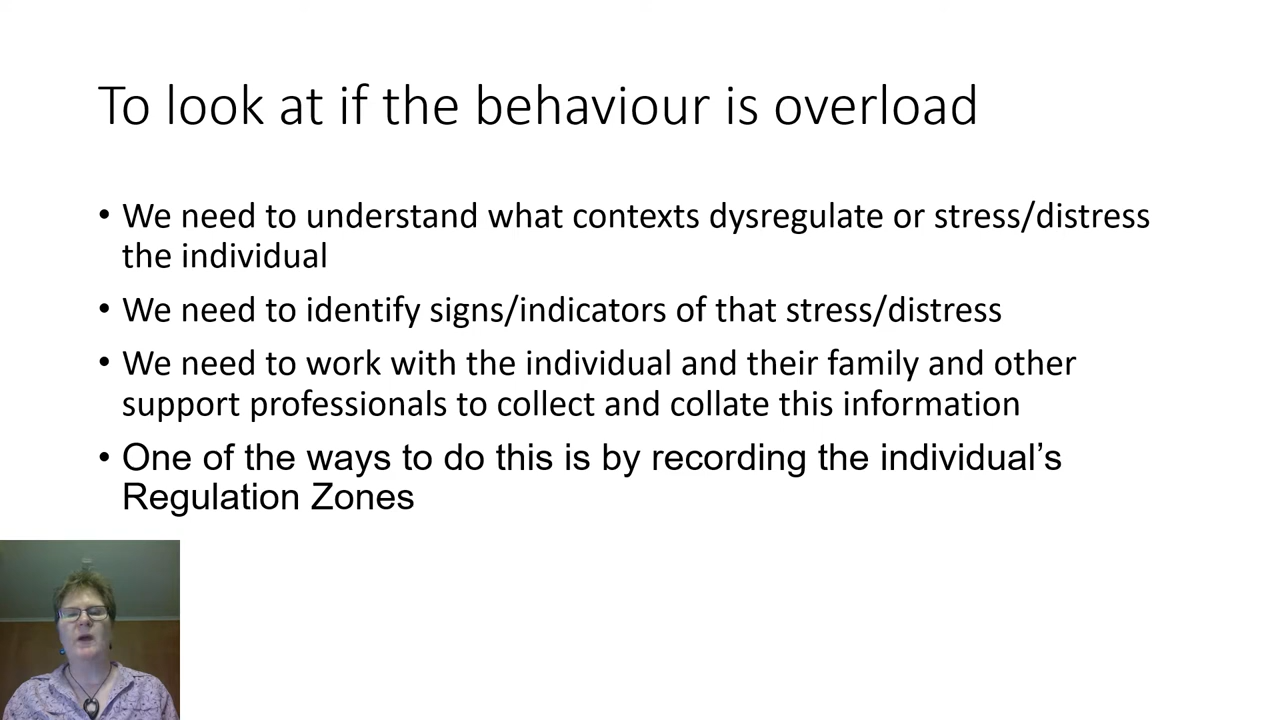 To look at if the behaviour is overload
• We need to understand what contexts dysregulate or stress/distress
the individual
• We need to identify signs/indicators of that stress/distress
• We need to work with the individual and their family and other
support professionals to collect and collate this information
• One of the ways to do this is by recording the individual’s
Regulation Zones